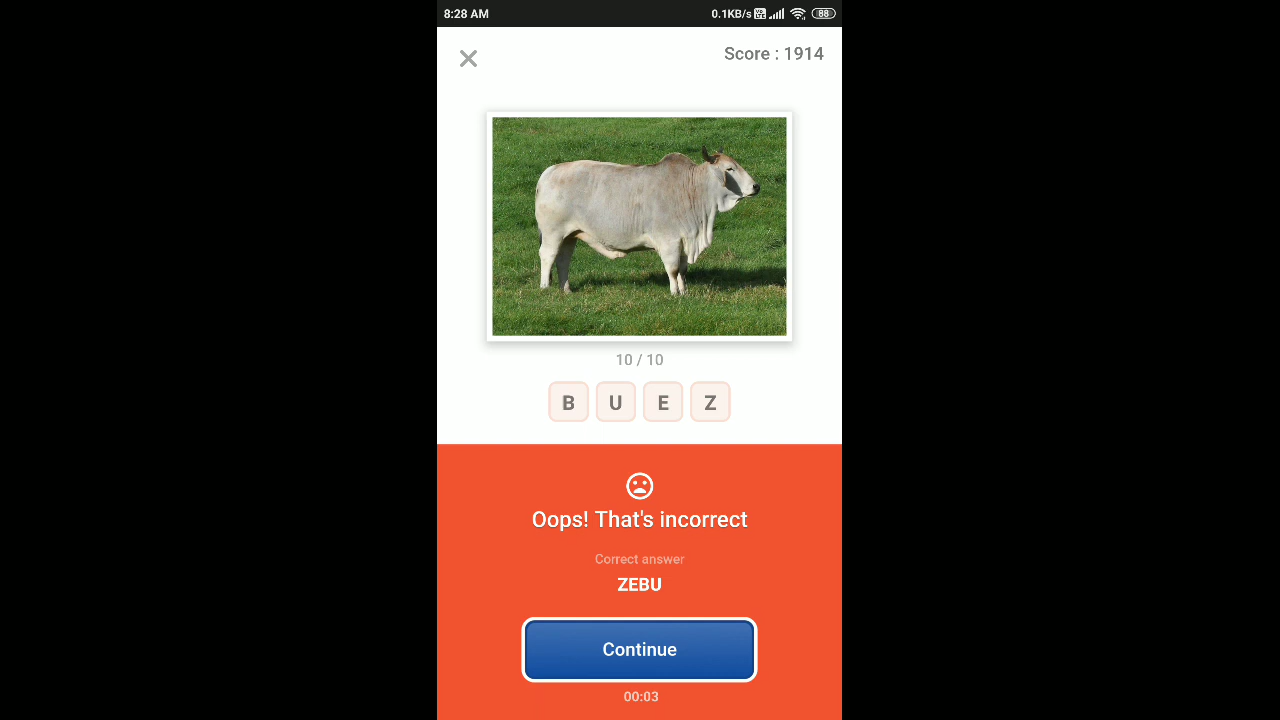 8:28 AM 0.1KB/s 88
Score : 1914
10 / 10
B U E Z
Oops! That's incorrect
Correct answer
ZEBU
Continue
00:03